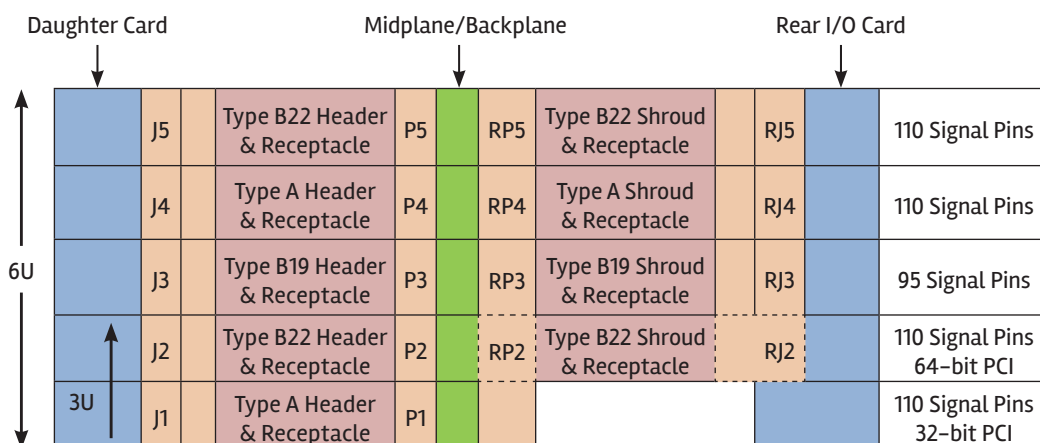 Daughter Card
Midplane/Backplane
Rear I/O Card
J5
Type B22 Header
& Receptacle
P5
RP5
Type B22 Shroud
& Receptacle
RJ5
110 Signal Pins
J4
Type A Header
& Receptacle
P4
RP4
Type A Shroud
& Receptacle
RJ4
110 Signal Pins
6U
J3
Type B19 Header
& Receptacle
P3
RP3
Type B19 Shroud
& Receptacle
RJ3
95 Signal Pins
J2
Type B22 Header
& Receptacle
P2
RP2
Type B22 Shroud
& Receptacle
RJ2
110 Signal Pins
64-bit PCI
3U
J1
Type A Header
& Receptacle
P1
110 Signal Pins
32-bit PCI